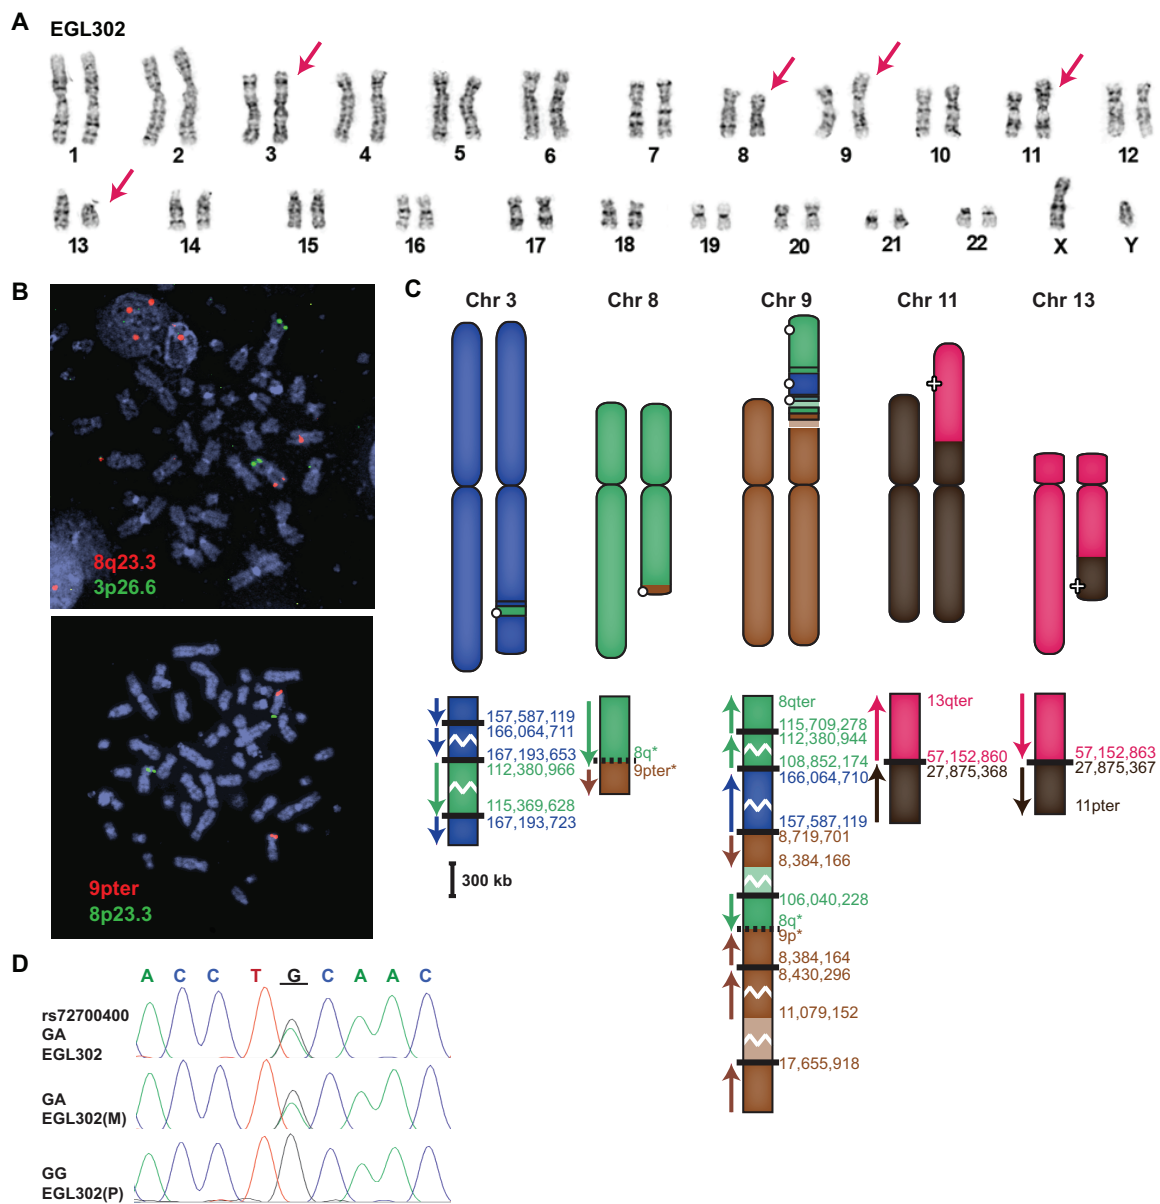 A
EGL302
1 2 3 4 5 6 7 8 9 10 11 12
13 14 15 16 17 18 19 20 21 22 X Y
B
8q23.3
3p26.6
9pter
8p23.3
C
Chr 3 Chr 8 Chr 9 Chr 11 Chr 13
157,587,119
166,064,711
167,193,653
112,380,966
115,369,628
167,193,723
300 kb
8q*
9pter*
8qter
115,709,278
112,380,944
108,852,174
166,064,710
157,587,119
8,719,701
8,384,166
106,040,228
8q*
9p*
8,384,164
8,430,296
11,079,152
17,655,918
13qter
57,152,860
27,875,368
57,152,863
27,875,367
11pter
D
A C C T G C A A C
rs72700400
GA
EGL302
GA
EGL302(M)
GG
EGL302(P)